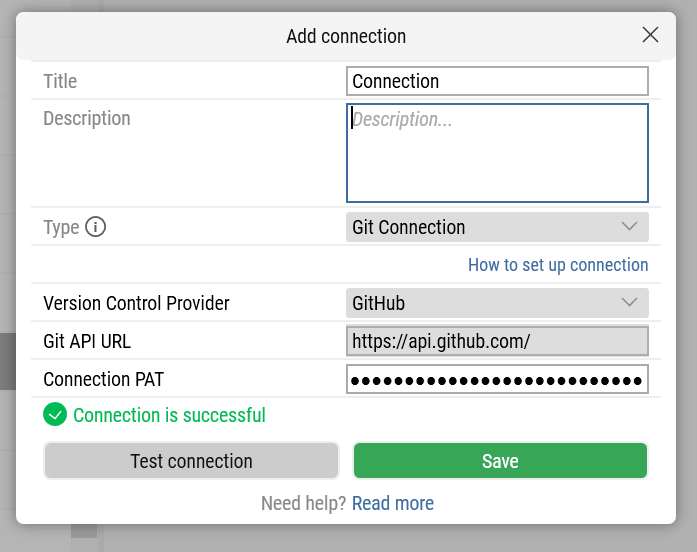 Add connection
Title
Connection
Description
Description...
Type
Git Connection
How to set up connection
Version Control Provider
GitHub
Git API URL
https://api.github.com/
Connection PAT
●●●●●●●●●●●●●●●●●●●●●●●●●●●
Connection is successful
Test connection
Save
Need help? Read more